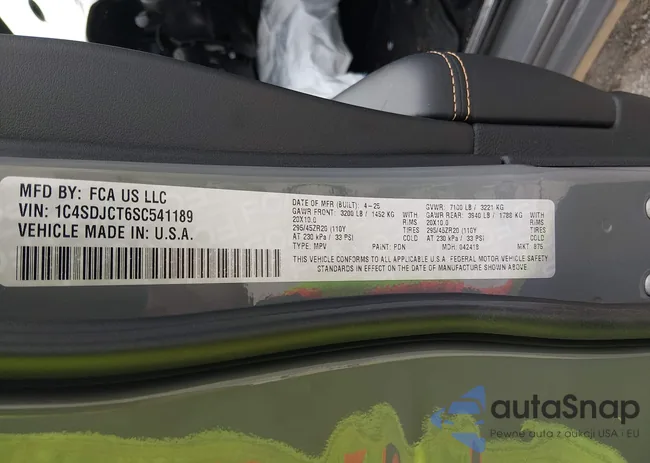 MFD BY: FCA US LLC
VIN: 1C4SDJCT6SC541189
VEHICLE MADE IN: U.S.A.
DATE OF MFR (BUILT): 4-25 GVWR: 7100 LB / 3221 KG
GAWR FRONT: 3200 LB / 1452 KG WITH GAWR REAR: 3940 LB / 1788 KG WITH
20X10.0 RIMS 20X10.0 RIMS
295/45ZR20 (110Y TIRES 295/45ZR20 (110Y TIRES
AT 230 kPa / 33 PSI) AT 230 kPa / 33 PSI)
TYPE: MPV PAINT: PDN MDH: 042418 MKT: 875
THIS VEHICLE CONFORMS TO ALL APPLICABLE U.S.A. FEDERAL MOTOR VEHICLE SAFETY
STANDARDS IN EFFECT ON THE DATE OF MANUFACTURE SHOWN ABOVE.
autaSnap
Pewne auta z aukcji USA i EU